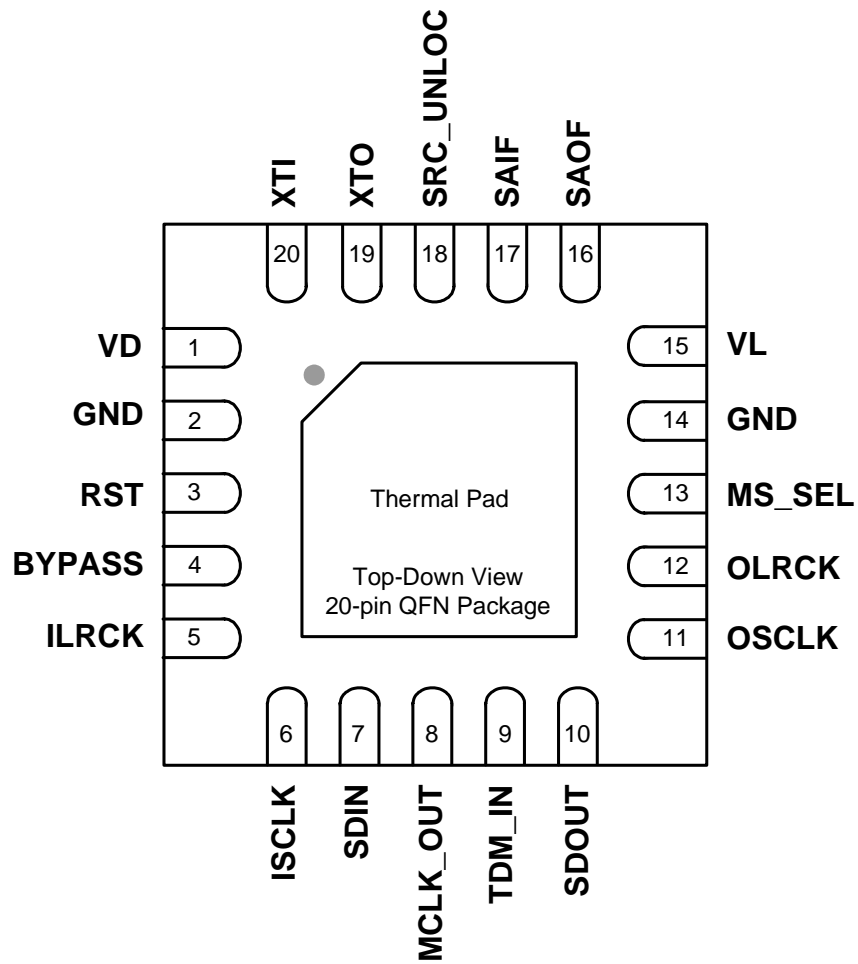 XTI
XTO
SRC_UNLOC
SAIF
SAOF
20
19
18
17
16
VD
1
GND
2
RST
3
BYPASS
4
ILRCK
5
15
VL
14
GND
13
MS_SEL
12
OLRCK
11
OSCLK
Thermal Pad
Top-Down View
20-pin QFN Package
6
7
8
9
10
ISCLK
SDIN
MCLK_OUT
TDM_IN
SDOUT